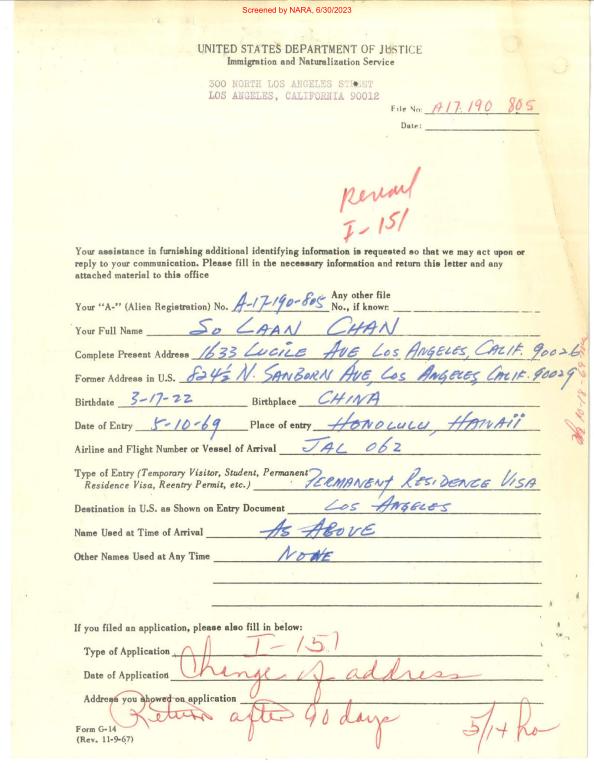 Screened by NARA, 6/30/2023
UNITED STATES DEPARTMENT OF JUSTICE
Immigration and Naturalization Service
300 NORTH LOS ANGELES STREET
LOS ANGELES, CALIFORNIA 90012
File No: A17 190 805
Date:
I-151
Your assistance in furnishing additional identifying information is requested so that we may act upon or
reply to your communication. Please fill in the necessary information and return this letter and any
attached material to this office
Your "A-" (Alien Registration) No. A-17-190-805 Any other file No., if known:
Your Full Name SO LAAN CHAN
Complete Present Address 1633 LUCILE AVE LOS ANGELES, CALIF. 90026
Former Address in U.S. 824½ N. SANBORN AVE, LOS ANGELES, CALIF. 90029
Birthdate 3-17-22 Birthplace CHINA
Date of Entry 5-10-69 Place of entry HONOLULU, HAWAII
Airline and Flight Number or Vessel of Arrival JAL 062
Type of Entry (Temporary Visitor, Student, Permanent
Residence Visa, Reentry Permit, etc.) PERMANENT RESIDENCE VISA
Destination in U.S. as Shown on Entry Document LOS ANGELES
Name Used at Time of Arrival AS ABOVE
Other Names Used at Any Time NONE
If you filed an application, please also fill in below:
Type of Application I-151
Date of Application Change of address
Address you showed on application
Return after 90 days
5/14
Form G-14
(Rev. 11-9-67)